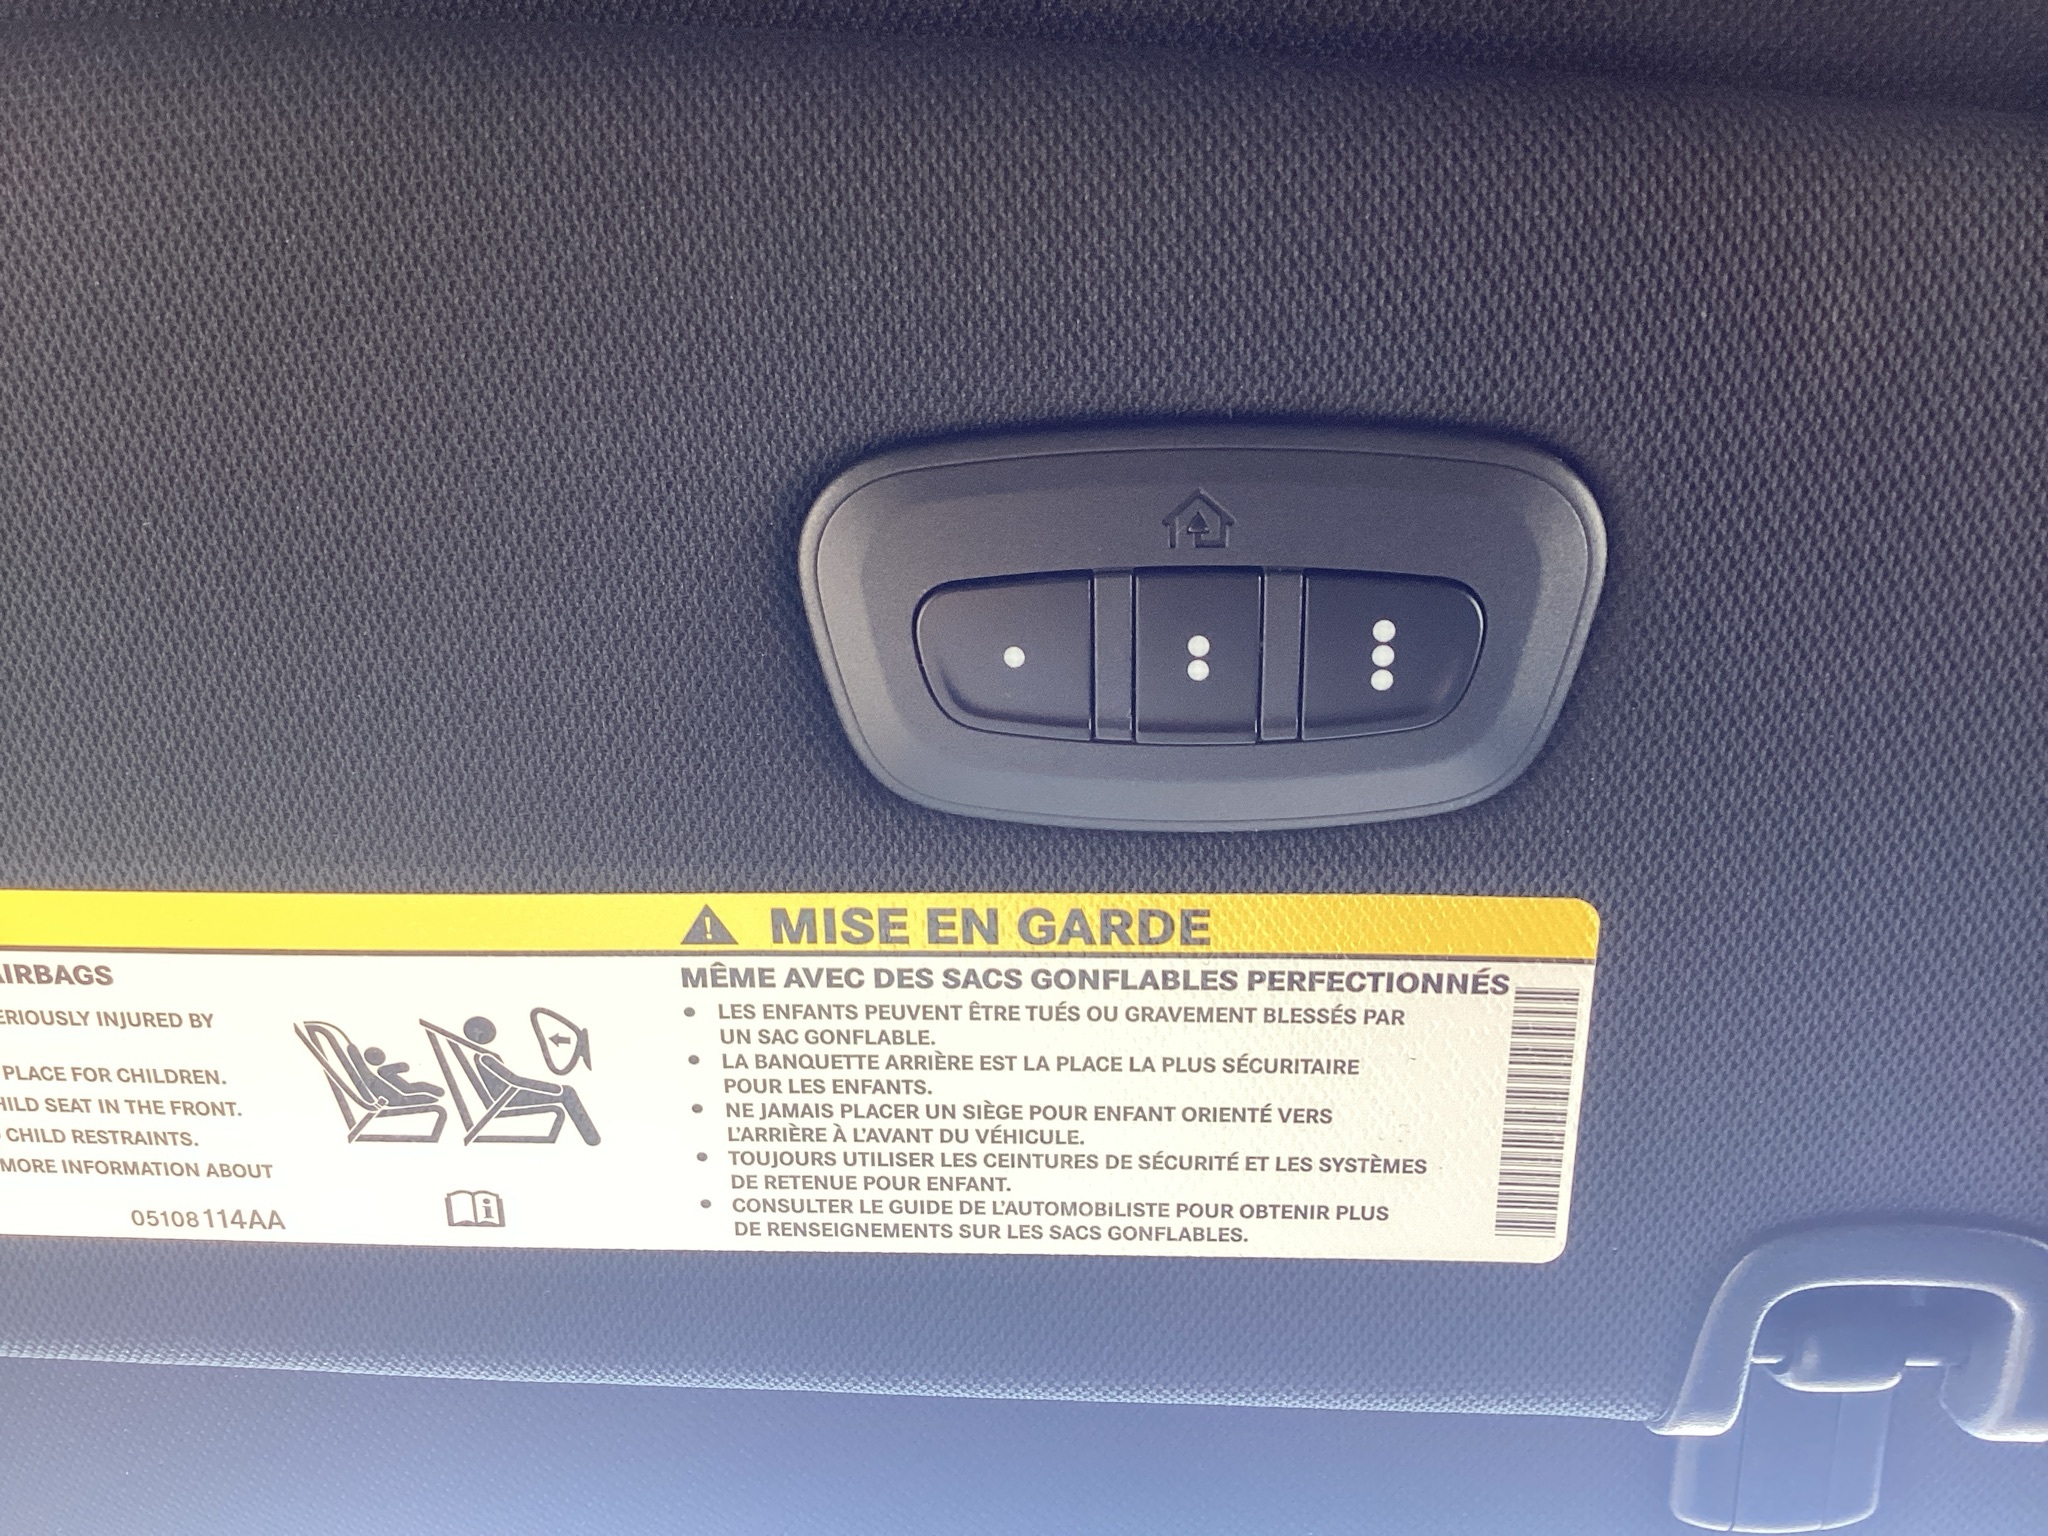 MISE EN GARDE
AIRBAGS
SERIOUSLY INJURED BY
PLACE FOR CHILDREN.
CHILD SEAT IN THE FRONT.
CHILD RESTRAINTS.
MORE INFORMATION ABOUT
05108114AA
MÊME AVEC DES SACS GONFLABLES PERFECTIONNÉS
• LES ENFANTS PEUVENT ÊTRE TUÉS OU GRAVEMENT BLESSÉS PAR
UN SAC GONFLABLE.
• LA BANQUETTE ARRIÈRE EST LA PLACE LA PLUS SÉCURITAIRE
POUR LES ENFANTS.
• NE JAMAIS PLACER UN SIÈGE POUR ENFANT ORIENTÉ VERS
L'ARRIÈRE À L'AVANT DU VÉHICULE.
• TOUJOURS UTILISER LES CEINTURES DE SÉCURITÉ ET LES SYSTÈMES
DE RETENUE POUR ENFANT.
• CONSULTER LE GUIDE DE L'AUTOMOBILISTE POUR OBTENIR PLUS
DE RENSEIGNEMENTS SUR LES SACS GONFLABLES.